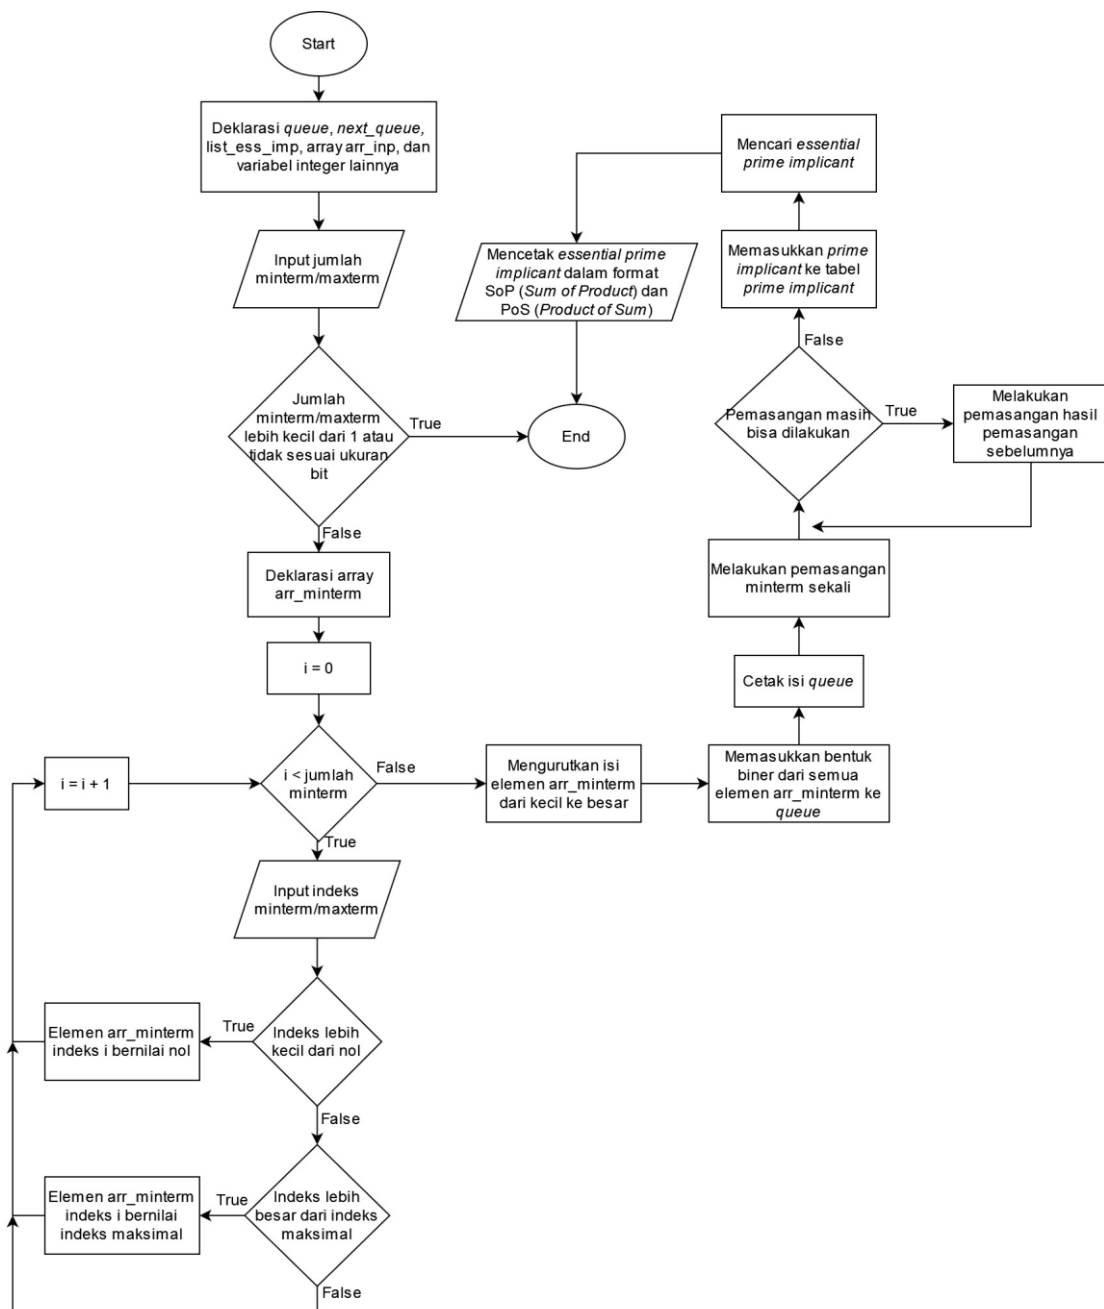 Start
Deklarasi queue, next_queue,
list_ess_imp, array arr_inp, dan
variabel integer lainnya
Input jumlah
minterm/maxterm
Jumlah
minterm/maxterm
lebih kecil dari 1 atau
tidak sesuai ukuran
bit
True
End
False
Deklarasi array
arr_minterm
i = 0
i < jumlah
minterm
i = i + 1
True
Input indeks
minterm/maxterm
Indeks lebih
kecil dari nol
True
Elemen arr_minterm
indeks i bernilai nol
False
Indeks lebih
besar dari indeks
maksimal
True
Elemen arr_minterm
indeks i bernilai
indeks maksimal
False
False
Mengurutkan isi
elemen arr_minterm
dari kecil ke besar
Memasukkan bentuk
biner dari semua
elemen arr_minterm ke
queue
Cetak isi queue
Melakukan pemasangan
minterm sekali
Pemasangan masih
bisa dilakukan
True
Melakukan
pemasangan hasil
pemasangan
sebelumnya
False
Memasukkan prime
implicant ke tabel
prime implicant
Mencari essential
prime implicant
Mencetak essential prime
implicant dalam format
SoP (Sum of Product) dan
PoS (Product of Sum)